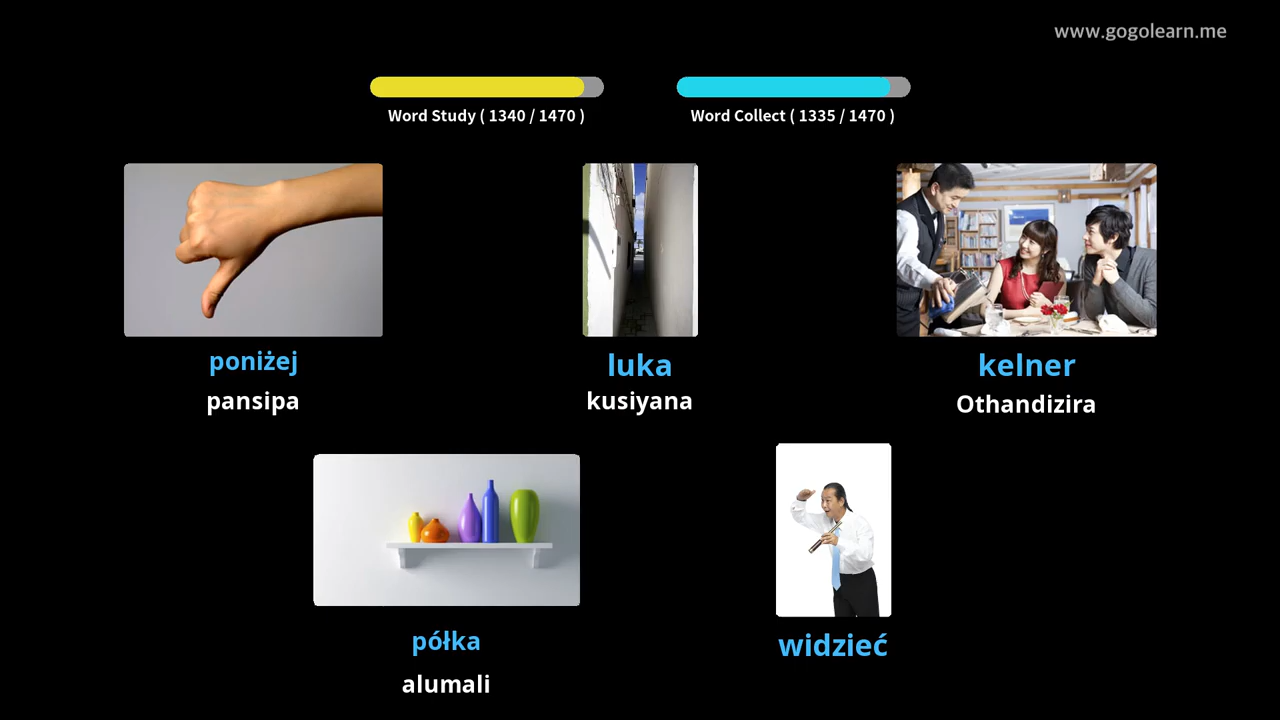 www.gogolearn.me
Word Study ( 1340 / 1470 )
Word Collect ( 1335 / 1470 )
poniżej
pansipa
luka
kusiyana
kelner
Othandizira
półka
alumali
widzieć